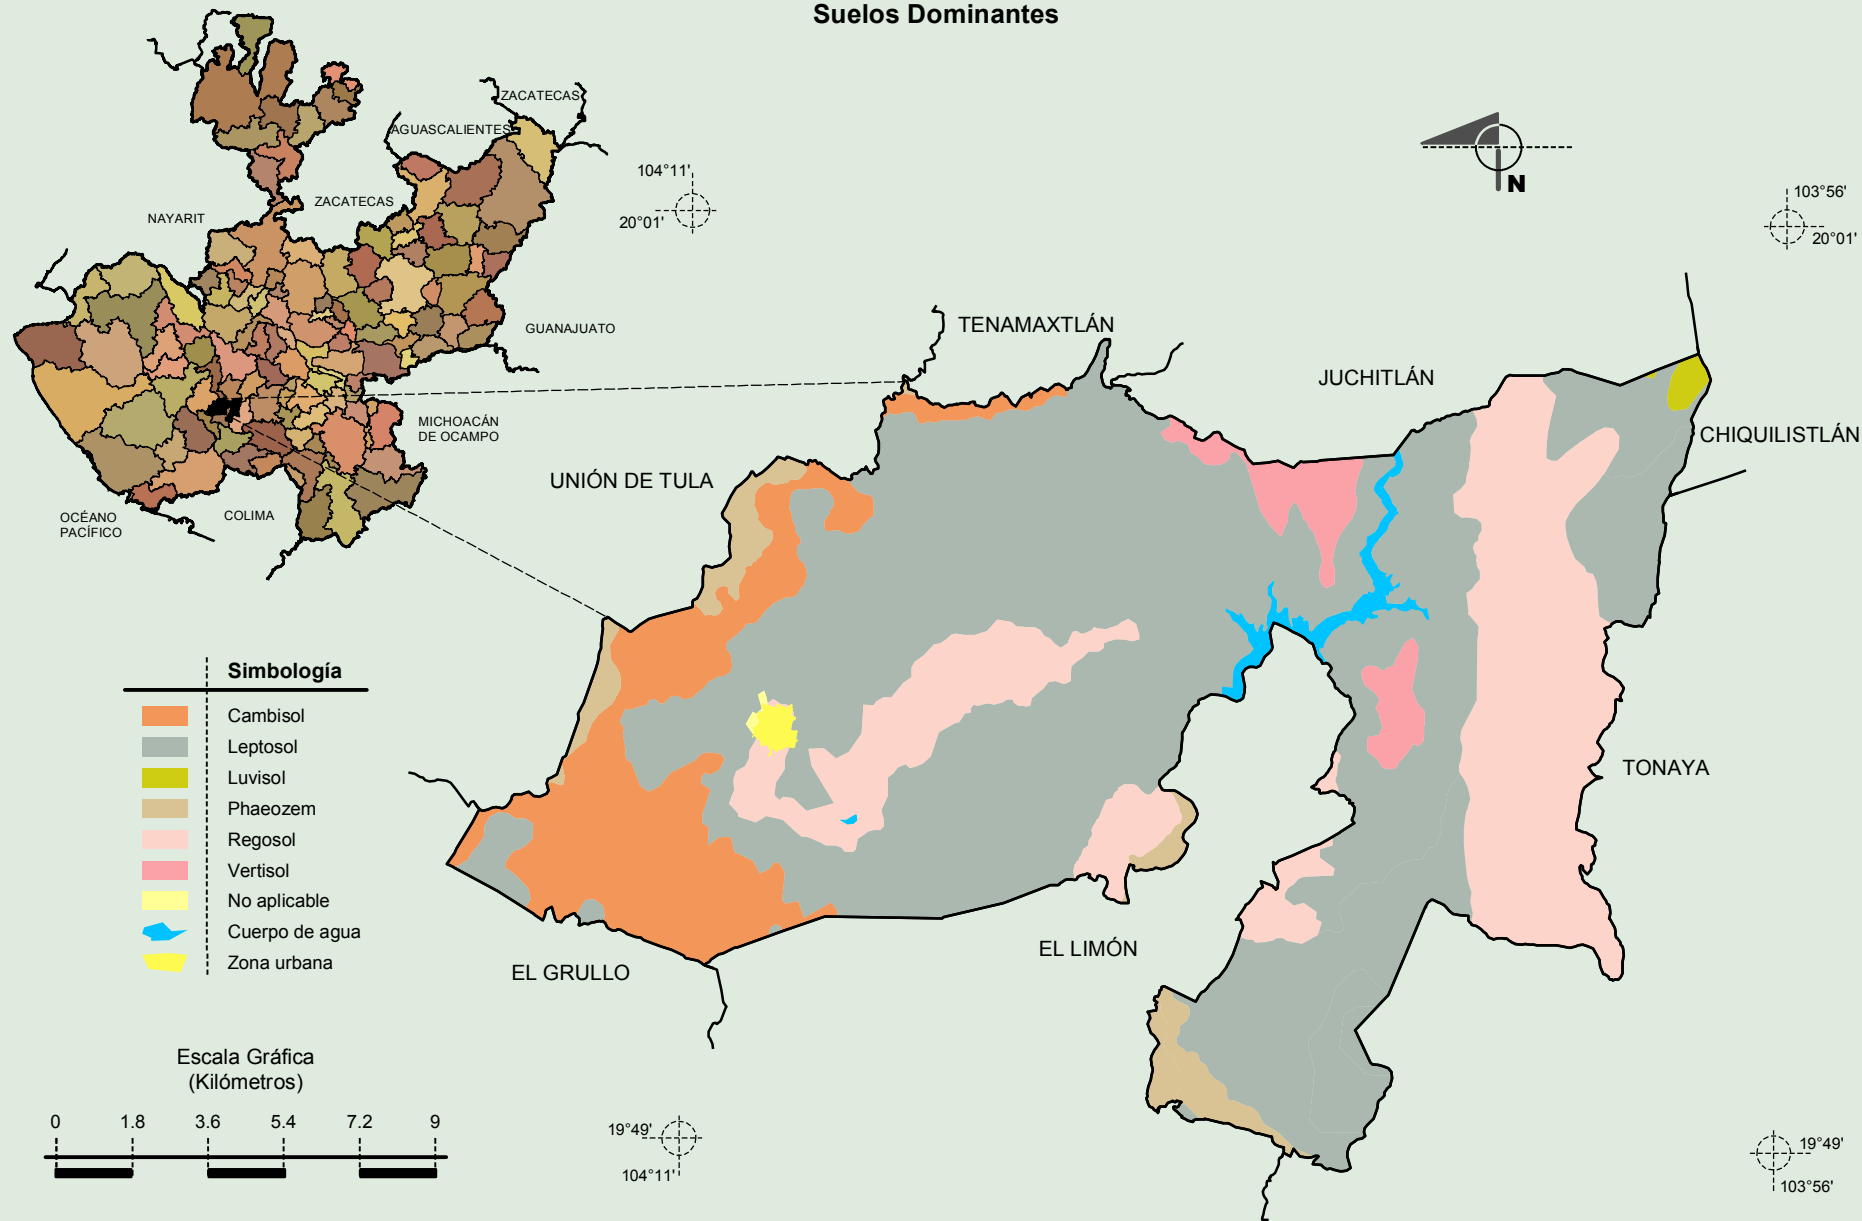 Suelos Dominantes
ZACATECAS
AGUASCALIENTES
ZACATECAS
NAYARIT
GUANAJUATO
MICHOACÁN
DE OCAMPO
COLIMA
OCÉANO
PACÍFICO
104°11'
20°01'
N
103°56'
20°01'
TENAMAXTLÁN
JUCHITLÁN
CHIQUILISTLÁN
UNIÓN DE TULA
TONAYA
EL LIMÓN
EL GRULLO
Simbología
Cambisol
Leptosol
Luvisol
Phaeozem
Regosol
Vertisol
No aplicable
Cuerpo de agua
Zona urbana
Escala Gráfica
(Kilómetros)
0 1.8 3.6 5.4 7.2 9
19°49'
104°11'
19°49'
103°56'